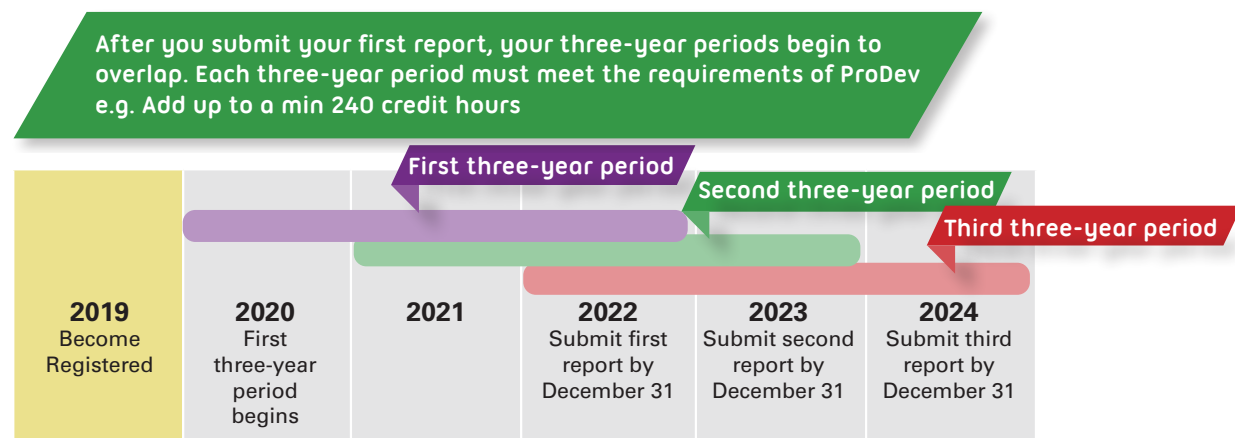 After you submit your first report, your three-year periods begin to
overlap. Each three-year period must meet the requirements of ProDev
e.g. Add up to a min 240 credit hours
First three-year period
Second three-year period
Third three-year period
2019
Become
Registered
2020
First
three-year
period
begins
2021
2022
Submit first
report by
December 31
2023
Submit second
report by
December 31
2024
Submit third
report by
December 31